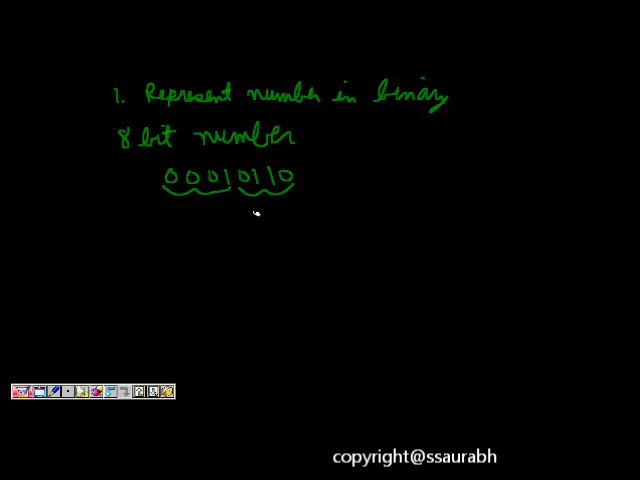 1. Represent number in binary
8 bit number
00010110
copyright@ssaurabh